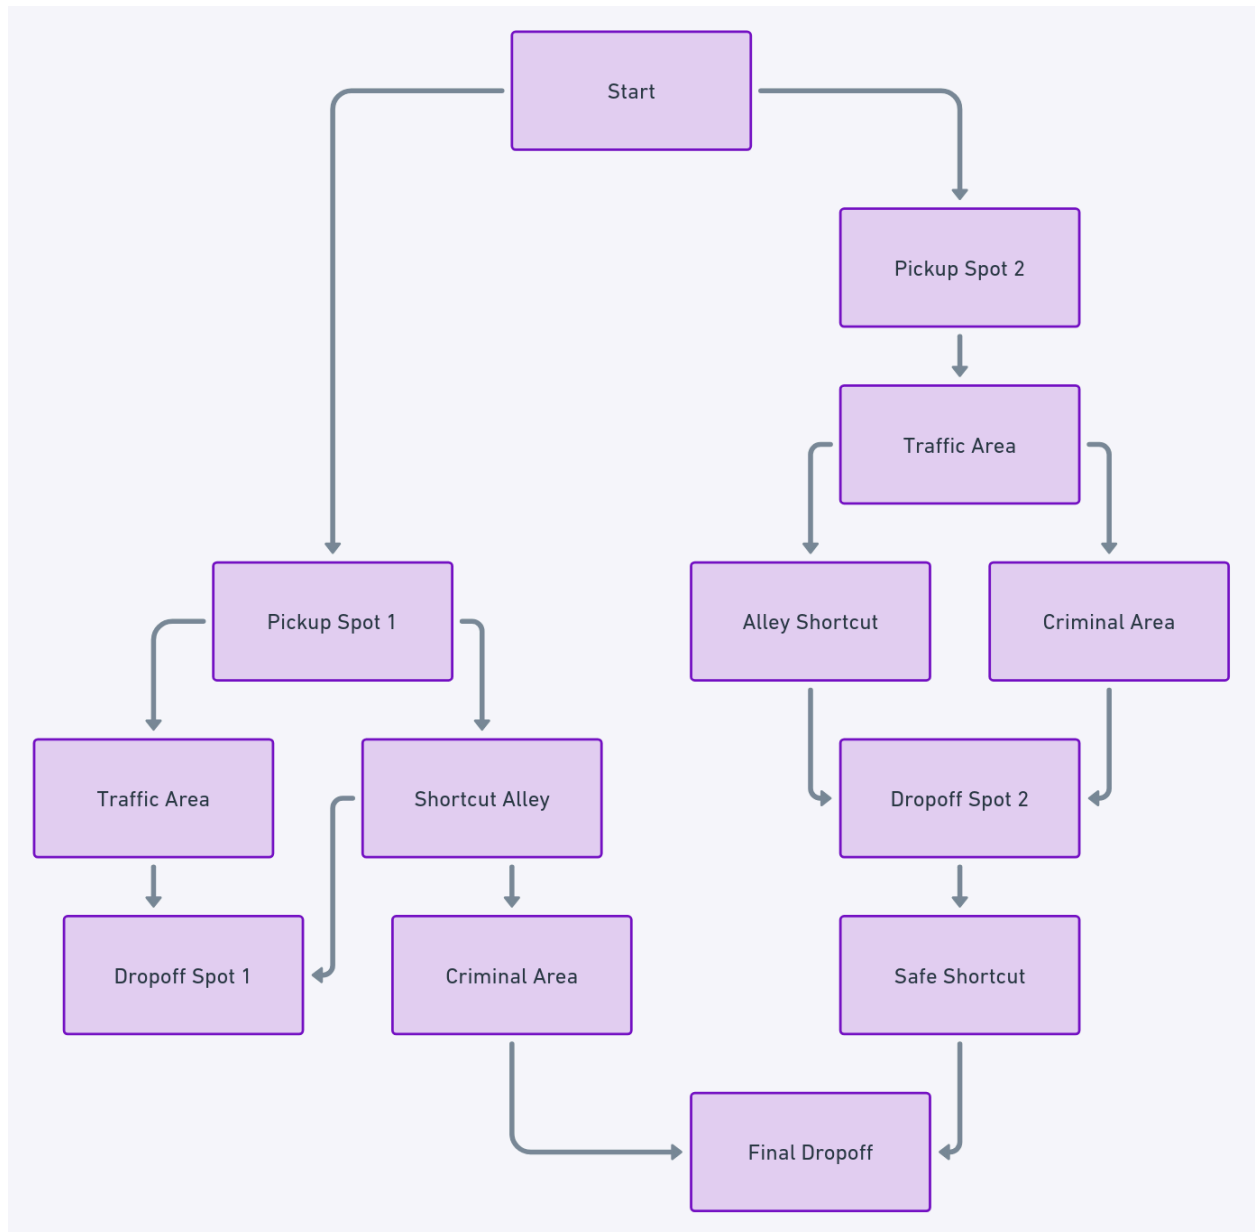 Start
Pickup Spot 2
Traffic Area
Pickup Spot 1
Alley Shortcut
Criminal Area
Traffic Area
Shortcut Alley
Dropoff Spot 2
Dropoff Spot 1
Criminal Area
Safe Shortcut
Final Dropoff